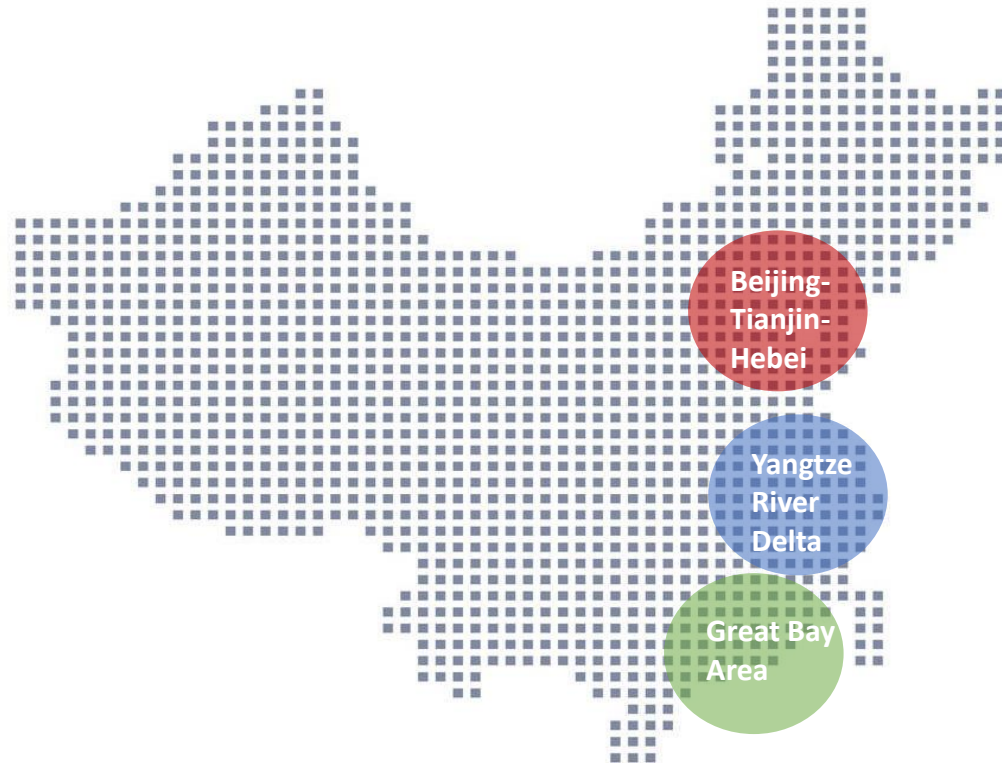 Beijing-
Tianjin-
Hebei
Yangtze
River
Delta
Great Bay
Area